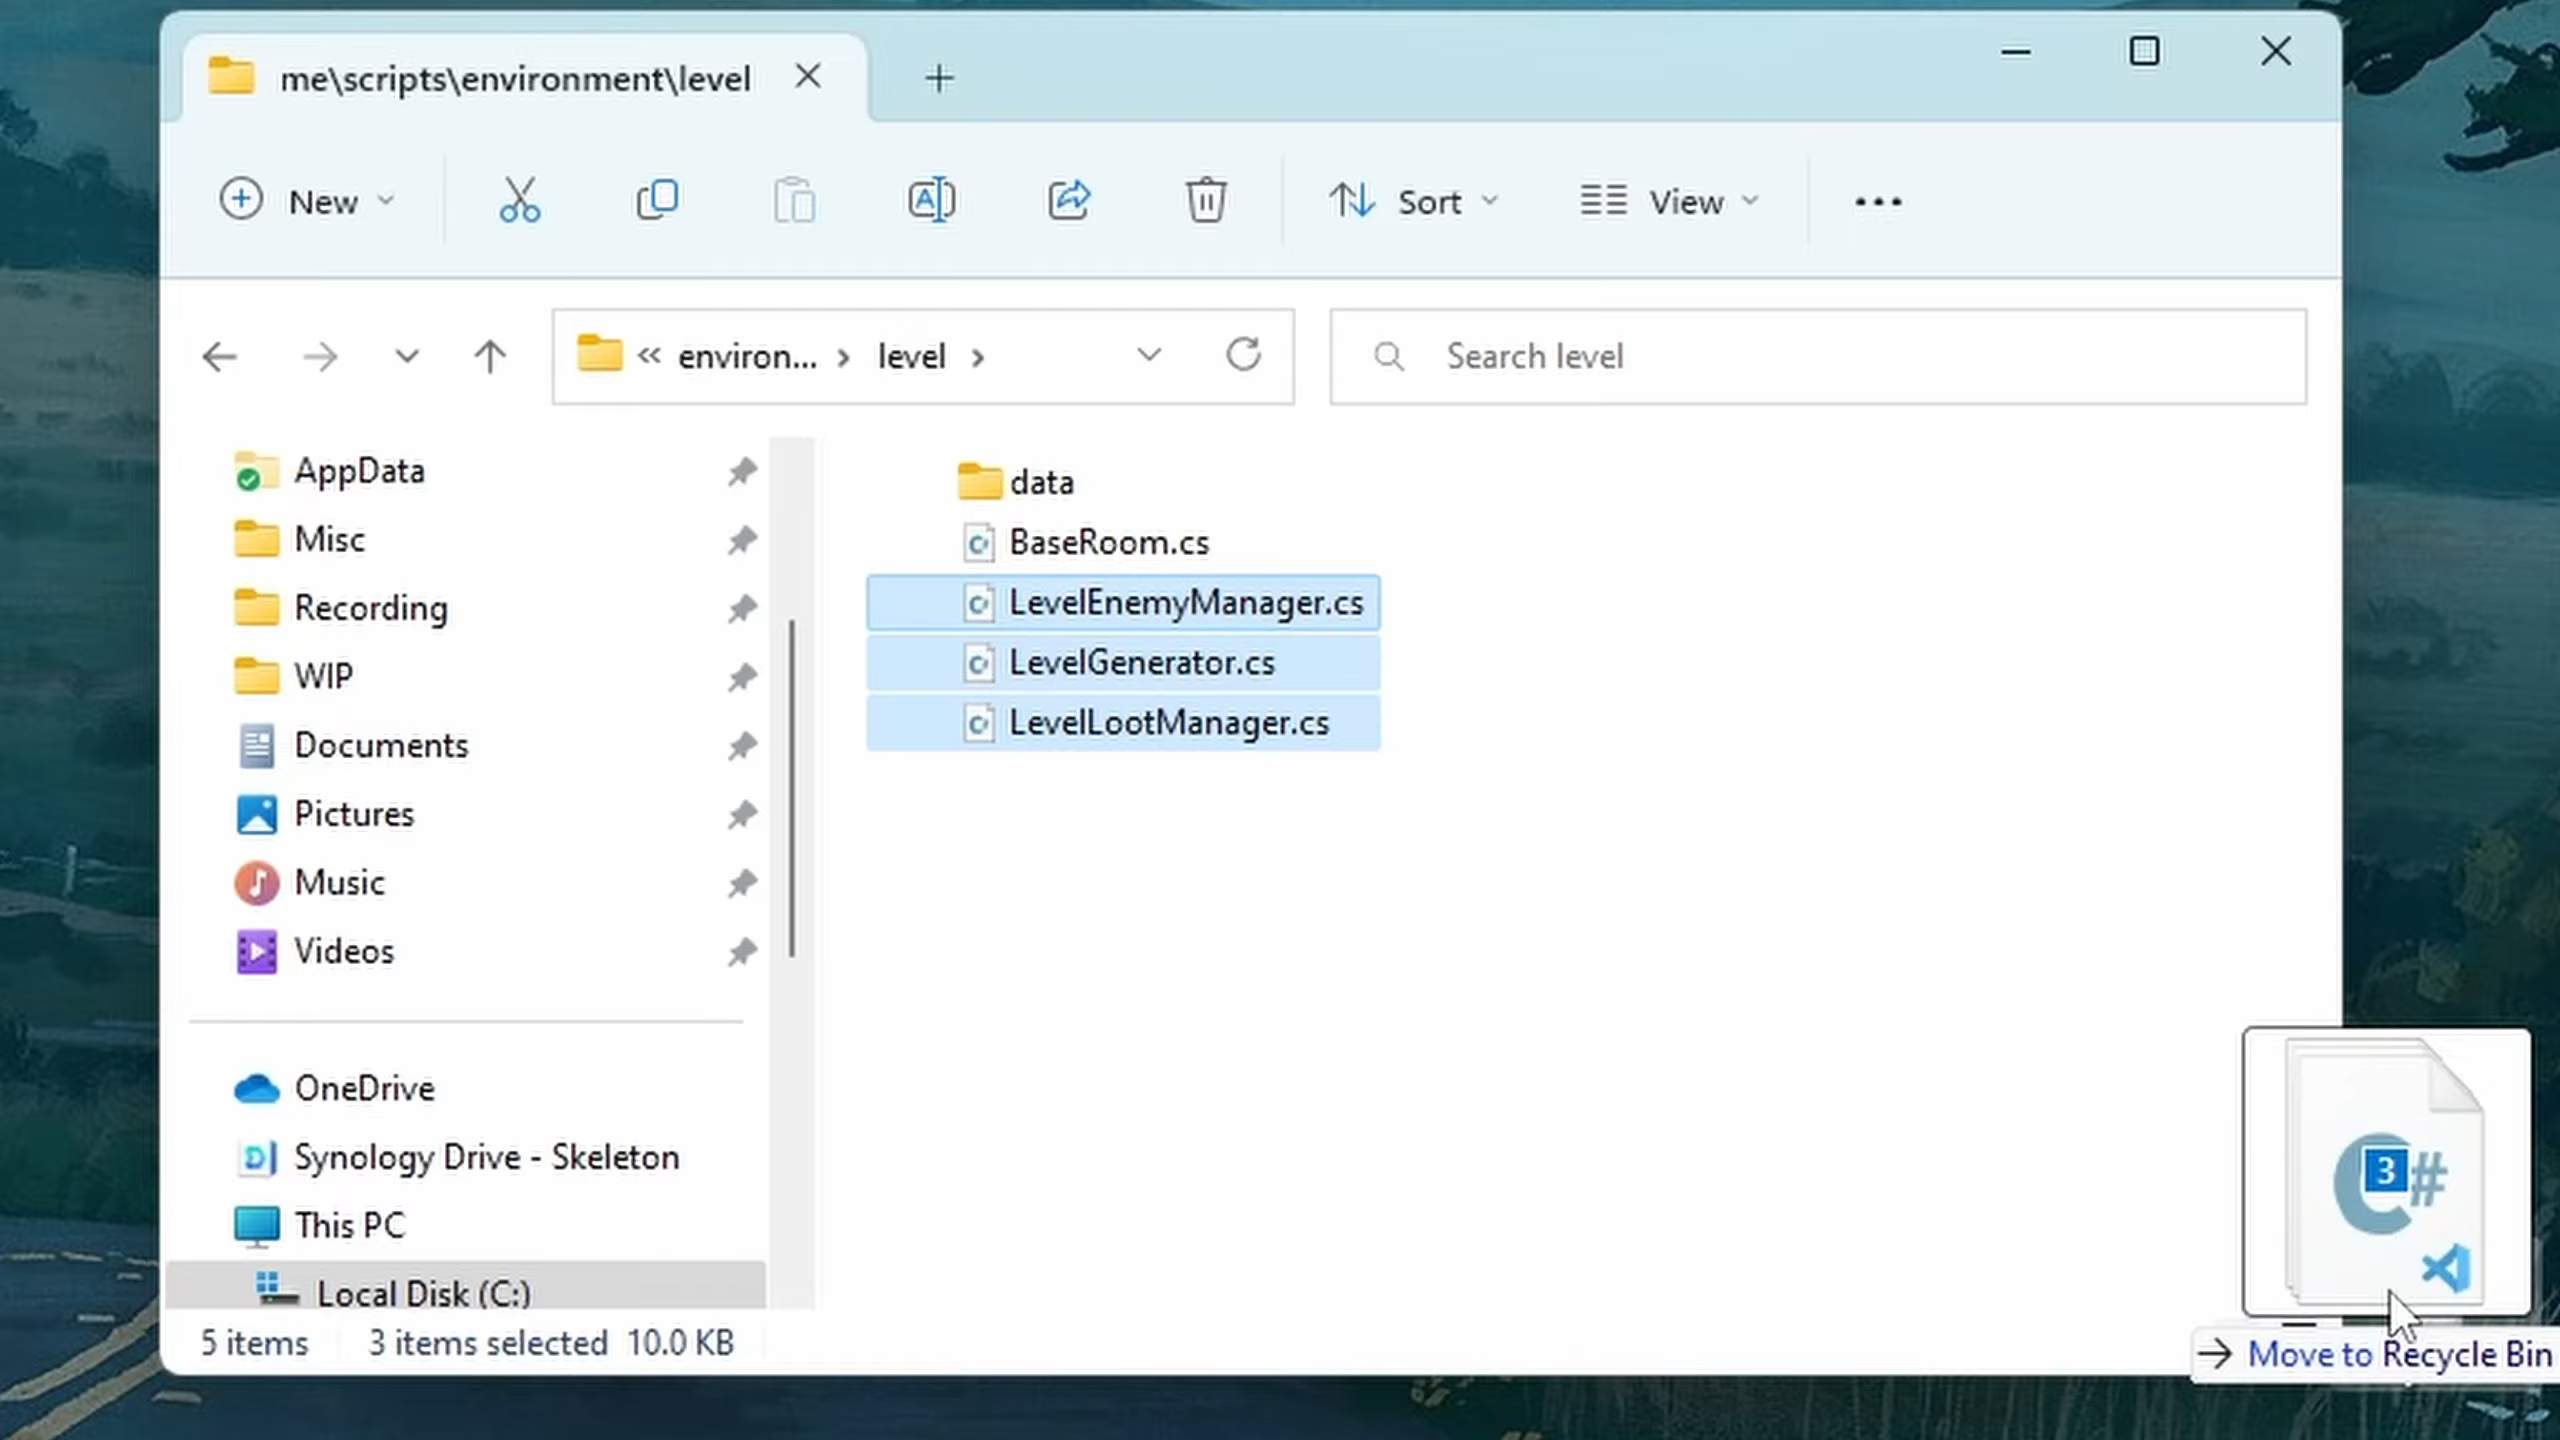 me\scripts\environment\level
New
Sort
View
environ...
level
Search level
AppData
Misc
Recording
WIP
Documents
Pictures
Music
Videos
OneDrive
Synology Drive - Skeleton
This PC
Local Disk (C:)
data
BaseRoom.cs
LevelEnemyManager.cs
LevelGenerator.cs
LevelLootManager.cs
C#
3
Move to Recycle Bin
5 items
3 items selected 10.0 KB